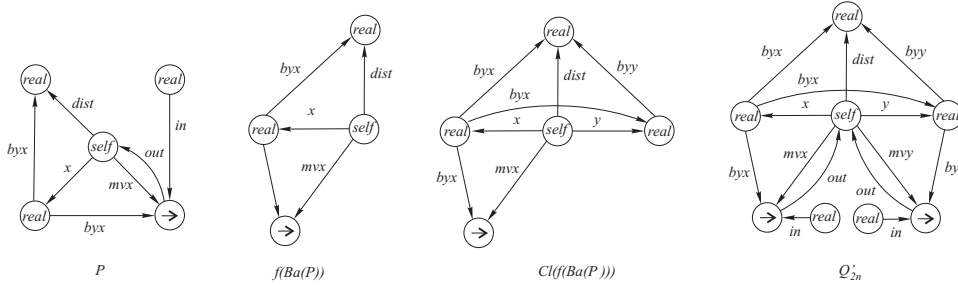 real
real
byx
dist
byy
real
real
real
byx
dist
byx
byy
dist
byx
dist
byx
x
y
real
x
self
real
self
real
real
self
real
in
x
y
self
out
byx
x
mvx
mvx
mvx
mvy
byx
out
out
byx
by
real
→
byx
→
→
→
→
real
real
→
in
in
P
f(Ba(P))
Cl(f(Ba(P )))
Q'2n